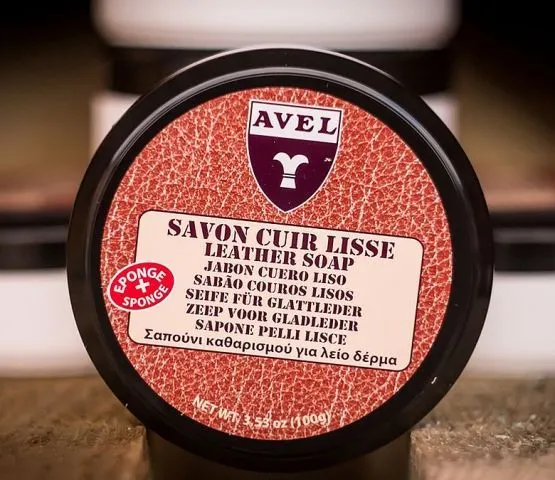 AVEL
SAVON CUIR LISSE
LEATHER SOAP
JABON CUERO LISO
SABÃO COUROS LISOS
SEIFE FÜR GLATTLEDER
ZEEP VOOR GLADLEDER
SAPONE PELLI LISCE
Σαπούνι καθαρισμού για λείο δέρμα
EPONGE
+
SPONGE
NET WT. 3,53 oz (100g)